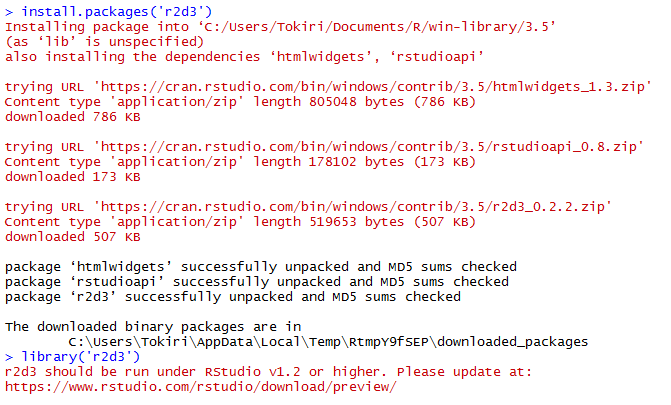 > install.packages('r2d3')
Installing package into ‘C:/Users/Tokiri/Documents/R/win-library/3.5’
(as ‘lib’ is unspecified)
also installing the dependencies ‘htmlwidgets’, ‘rstudioapi’
trying URL 'https://cran.rstudio.com/bin/windows/contrib/3.5/htmlwidgets_1.3.zip'
Content type 'application/zip' length 805048 bytes (786 KB)
downloaded 786 KB
trying URL 'https://cran.rstudio.com/bin/windows/contrib/3.5/rstudioapi_0.8.zip'
Content type 'application/zip' length 178102 bytes (173 KB)
downloaded 173 KB
trying URL 'https://cran.rstudio.com/bin/windows/contrib/3.5/r2d3_0.2.2.zip'
Content type 'application/zip' length 519653 bytes (507 KB)
downloaded 507 KB
package ‘htmlwidgets’ successfully unpacked and MD5 sums checked
package ‘rstudioapi’ successfully unpacked and MD5 sums checked
package ‘r2d3’ successfully unpacked and MD5 sums checked
The downloaded binary packages are in
C:\Users\Tokiri\AppData\Local\Temp\RtmpY9fSEP\downloaded_packages
> library('r2d3')
r2d3 should be run under RStudio v1.2 or higher. Please update at:
https://www.rstudio.com/rstudio/download/preview/